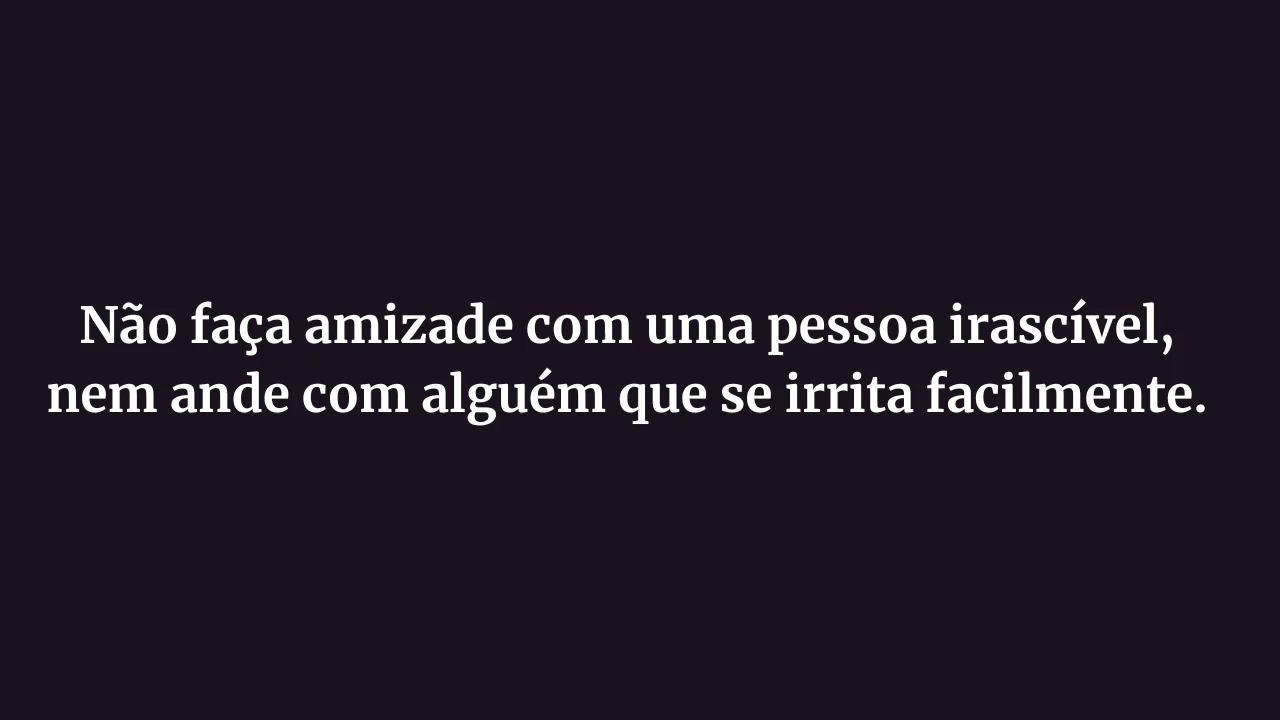 Não faça amizade com uma pessoa irascível,
nem ande com alguém que se irrita facilmente.